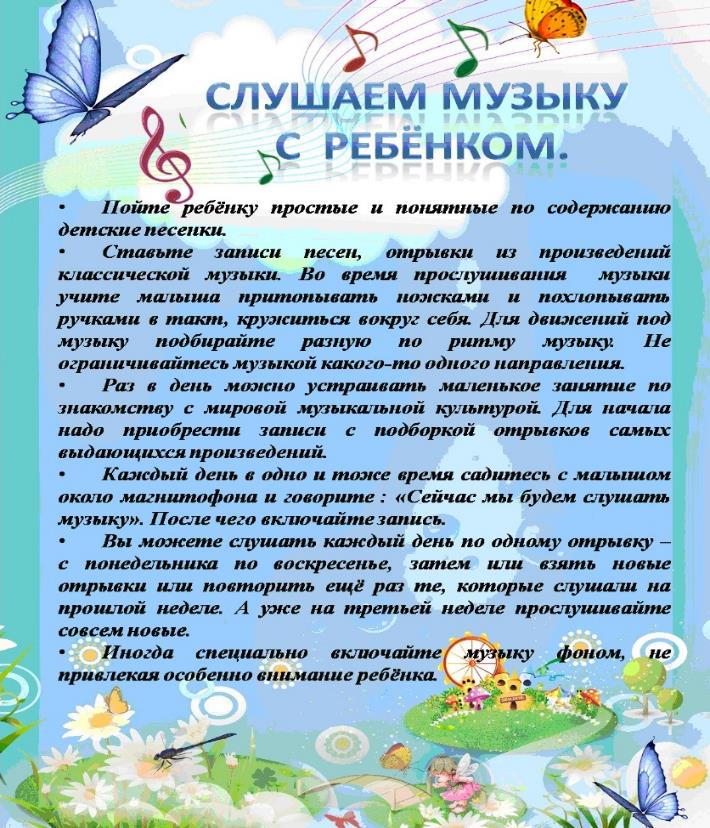 СЛУШАЕМ МУЗЫКУ
С РЕБЁНКОМ.
• Пойте ребёнку простые и понятные по содержанию
детские песенки.
• Ставьте записи песен, отрывки из произведений
классической музыки. Во время прослушивания музыки
учите малыша притопывать ножками и похлопывать
ручками в такт, кружиться вокруг себя. Для движений под
музыку подбирайте разную по ритму музыку. Не
ограничивайтесь музыкой какого-то одного направления.
• Раз в день можно устраивать маленькое занятие по
знакомству с мировой музыкальной культурой. Для начала
надо приобрести записи с подборкой отрывков самых
выдающихся произведений.
• Каждый день в одно и тоже время садитесь с малышом
около магнитофона и говорите : «Сейчас мы будем слушать
музыку». После чего включайте запись.
• Вы можете слушать каждый день по одному отрывку –
с понедельника по воскресенье, затем или взять новые
отрывки или повторить ещё раз те, которые слушали на
прошлой неделе. А уже на третьей неделе прослушивайте
совсем новые.
• Иногда специально включайте музыку фоном, не
привлекая особенно внимание ребёнка.